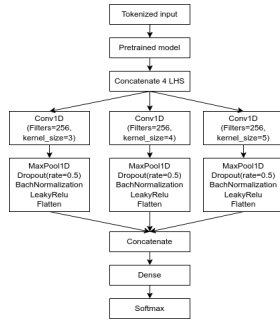 Tokenized input
Pretrained model
Concatenate 4 LHS
Conv1D
(Filters=256,
kernel_size=3)
Conv1D
(Filters=256,
kernel_size=4)
Conv1D
(Filters=256,
kernel_size=5)
MaxPool1D
Dropout(rate=0.5)
BachNormalization
LeakyRelu
Flatten
MaxPool1D
Dropout(rate=0.5)
BachNormalization
LeakyRelu
Flatten
MaxPool1D
Dropout(rate=0.5)
BachNormalization
LeakyRelu
Flatten
Concatenate
Dense
Softmax